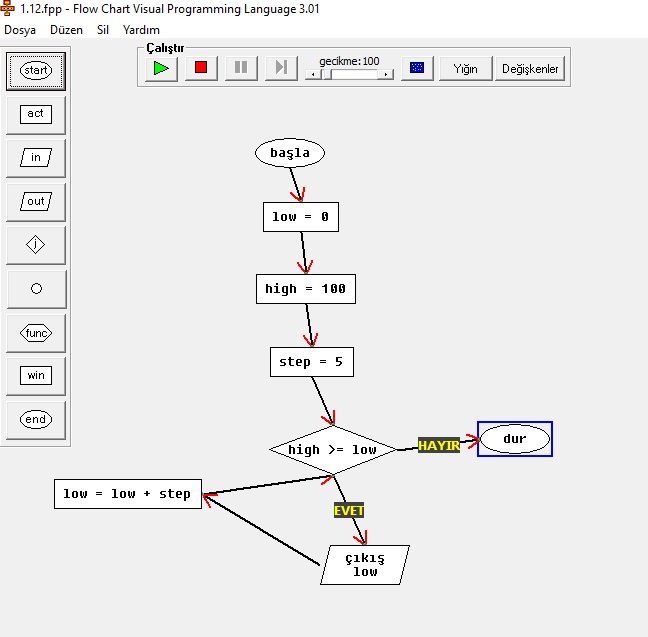 1.12.fpp - Flow Chart Visual Programming Language 3.01
Dosya Düzen Sil Yardım
Çalıştır
gecikme:100
Yığın
Değişkenler
start
act
in
out
j
func
win
end
başla
low = 0
high = 100
step = 5
high >= low
HAYIR
dur
low = low + step
EVET
çıkış
low